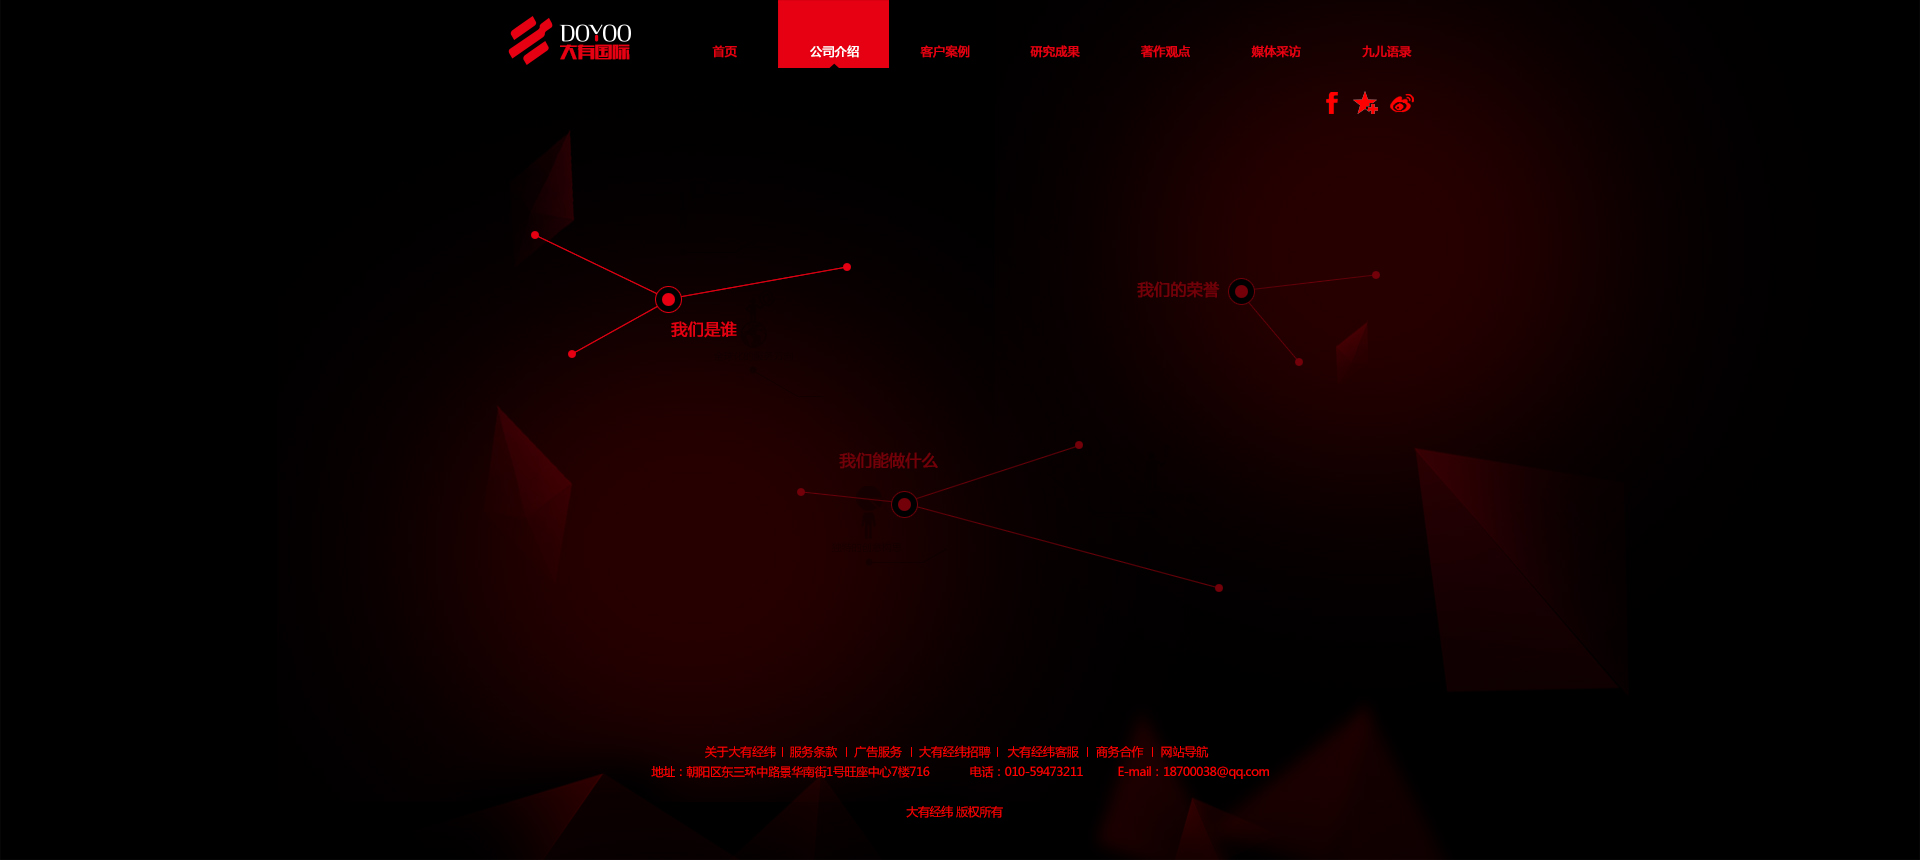 DOYOO
大有国际
首页 公司介绍 客户案例 研究成果 著作观点 媒体采访 九儿语录
我们是谁
我们的荣誉
我们能做什么
关于大有经纬 | 服务条款 | 广告服务 | 大有经纬招聘 | 大有经纬客服 | 商务合作 | 网站导航
地址：朝阳区东三环中路景华南街1号旺座中心7楼716 电话：010-59473211 E-mail：18700038@qq.com
大有经纬 版权所有